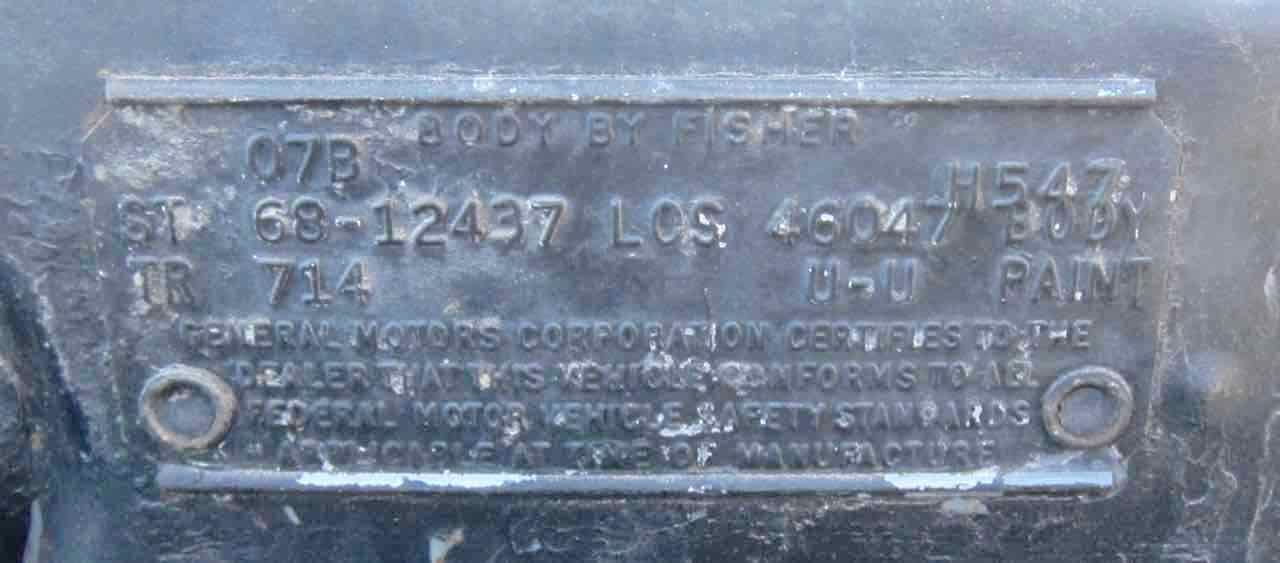 BODY BY FISHER
07B H547
ST 68-12437 LOS 46047 BODY
TR 714 U-U PAINT
GENERAL MOTORS CORPORATION CERTIFIES TO THE
DEALER THAT THIS VEHICLE CONFORMS TO ALL
FEDERAL MOTOR VEHICLE SAFETY STANDARDS
APPLICABLE AT TIME OF MANUFACTURE